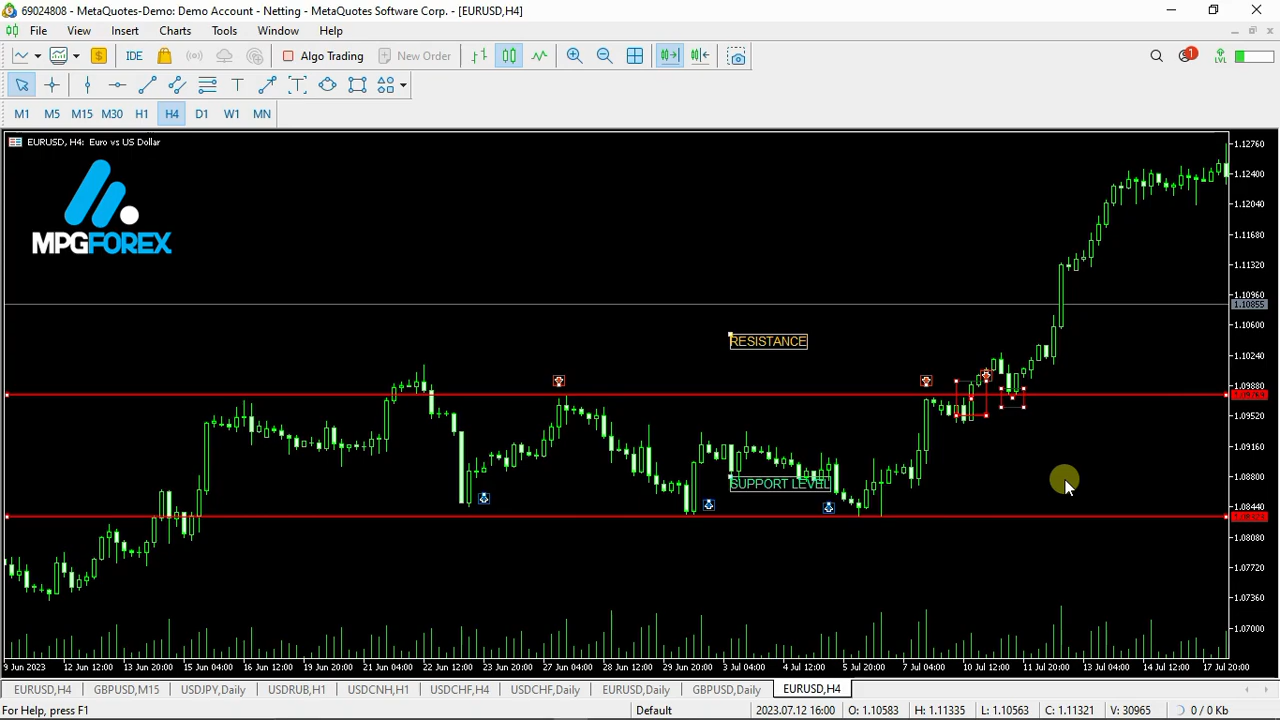 69024808 - MetaQuotes-Demo: Demo Account - Netting - MetaQuotes Software Corp. - [EURUSD,H4]
File View Insert Charts Tools Window Help
IDE Algo Trading New Order 1 LVL
M1 M5 M15 M30 H1 H4 D1 W1 MN
EURUSD, H4: Euro vs US Dollar
MPGFOREX
RESISTANCE
SUPPORT LEVEL
1.12760
1.12400
1.12040
1.11680
1.11320
1.10960
1.10855
1.10600
1.10240
1.09880
1.09520
1.09160
1.08800
1.08440
1.08080
1.07720
1.07360
1.07000
9 Jun 2023 12 Jun 12:00 13 Jun 20:00 15 Jun 04:00 16 Jun 12:00 19 Jun 20:00 21 Jun 04:00 22 Jun 12:00 23 Jun 20:00 27 Jun 04:00 28 Jun 12:00 29 Jun 20:00 3 Jul 04:00 4 Jul 12:00 5 Jul 20:00 7 Jul 04:00 10 Jul 12:00 11 Jul 20:00 13 Jul 04:00 14 Jul 12:00 17 Jul 20:00
EURUSD,H4 GBPUSD,M15 USDJPY,Daily USDRUB,H1 USDCNH,H1 USDCHF,H4 USDCHF,Daily EURUSD,Daily GBPUSD,Daily EURUSD,H4
For Help, press F1 Default 2023.07.12 16:00 O: 1.10583 H: 1.11335 L: 1.10563 C: 1.11321 V: 30965 0 / 0 Kb